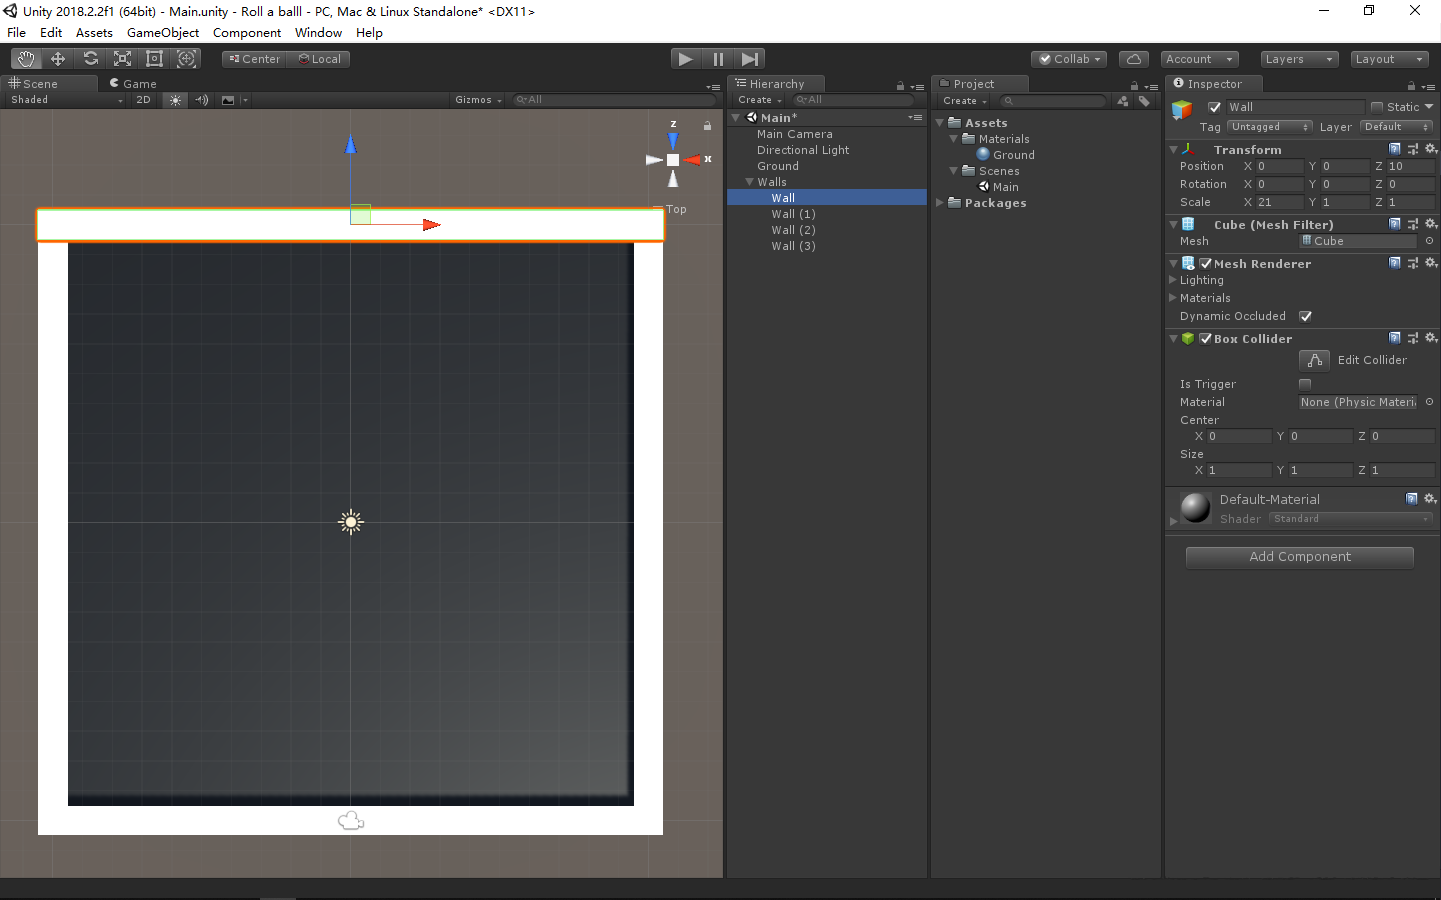 Unity 2018.2.2f1 (64bit) - Main.unity - Roll a balll - PC, Mac & Linux Standalone* <DX11>
File Edit Assets GameObject Component Window Help
Center Local Collab Account Layers Layout
Scene Game
Shaded 2D Gizmos All
z
x
Top
Hierarchy
Create All
Main*
Main Camera
Directional Light
Ground
Walls
Wall
Wall (1)
Wall (2)
Wall (3)
Project
Create
Assets
Materials
Ground
Scenes
Main
Packages
Inspector
Wall Static
Tag Untagged Layer Default
Transform
Position X 0 Y 0 Z 10
Rotation X 0 Y 0 Z 0
Scale X 21 Y 1 Z 1
Cube (Mesh Filter)
Mesh Cube
Mesh Renderer
Lighting
Materials
Dynamic Occluded
Box Collider
Edit Collider
Is Trigger
Material None (Physic Materi
Center
X 0 Y 0 Z 0
Size
X 1 Y 1 Z 1
Default-Material
Shader Standard
Add Component